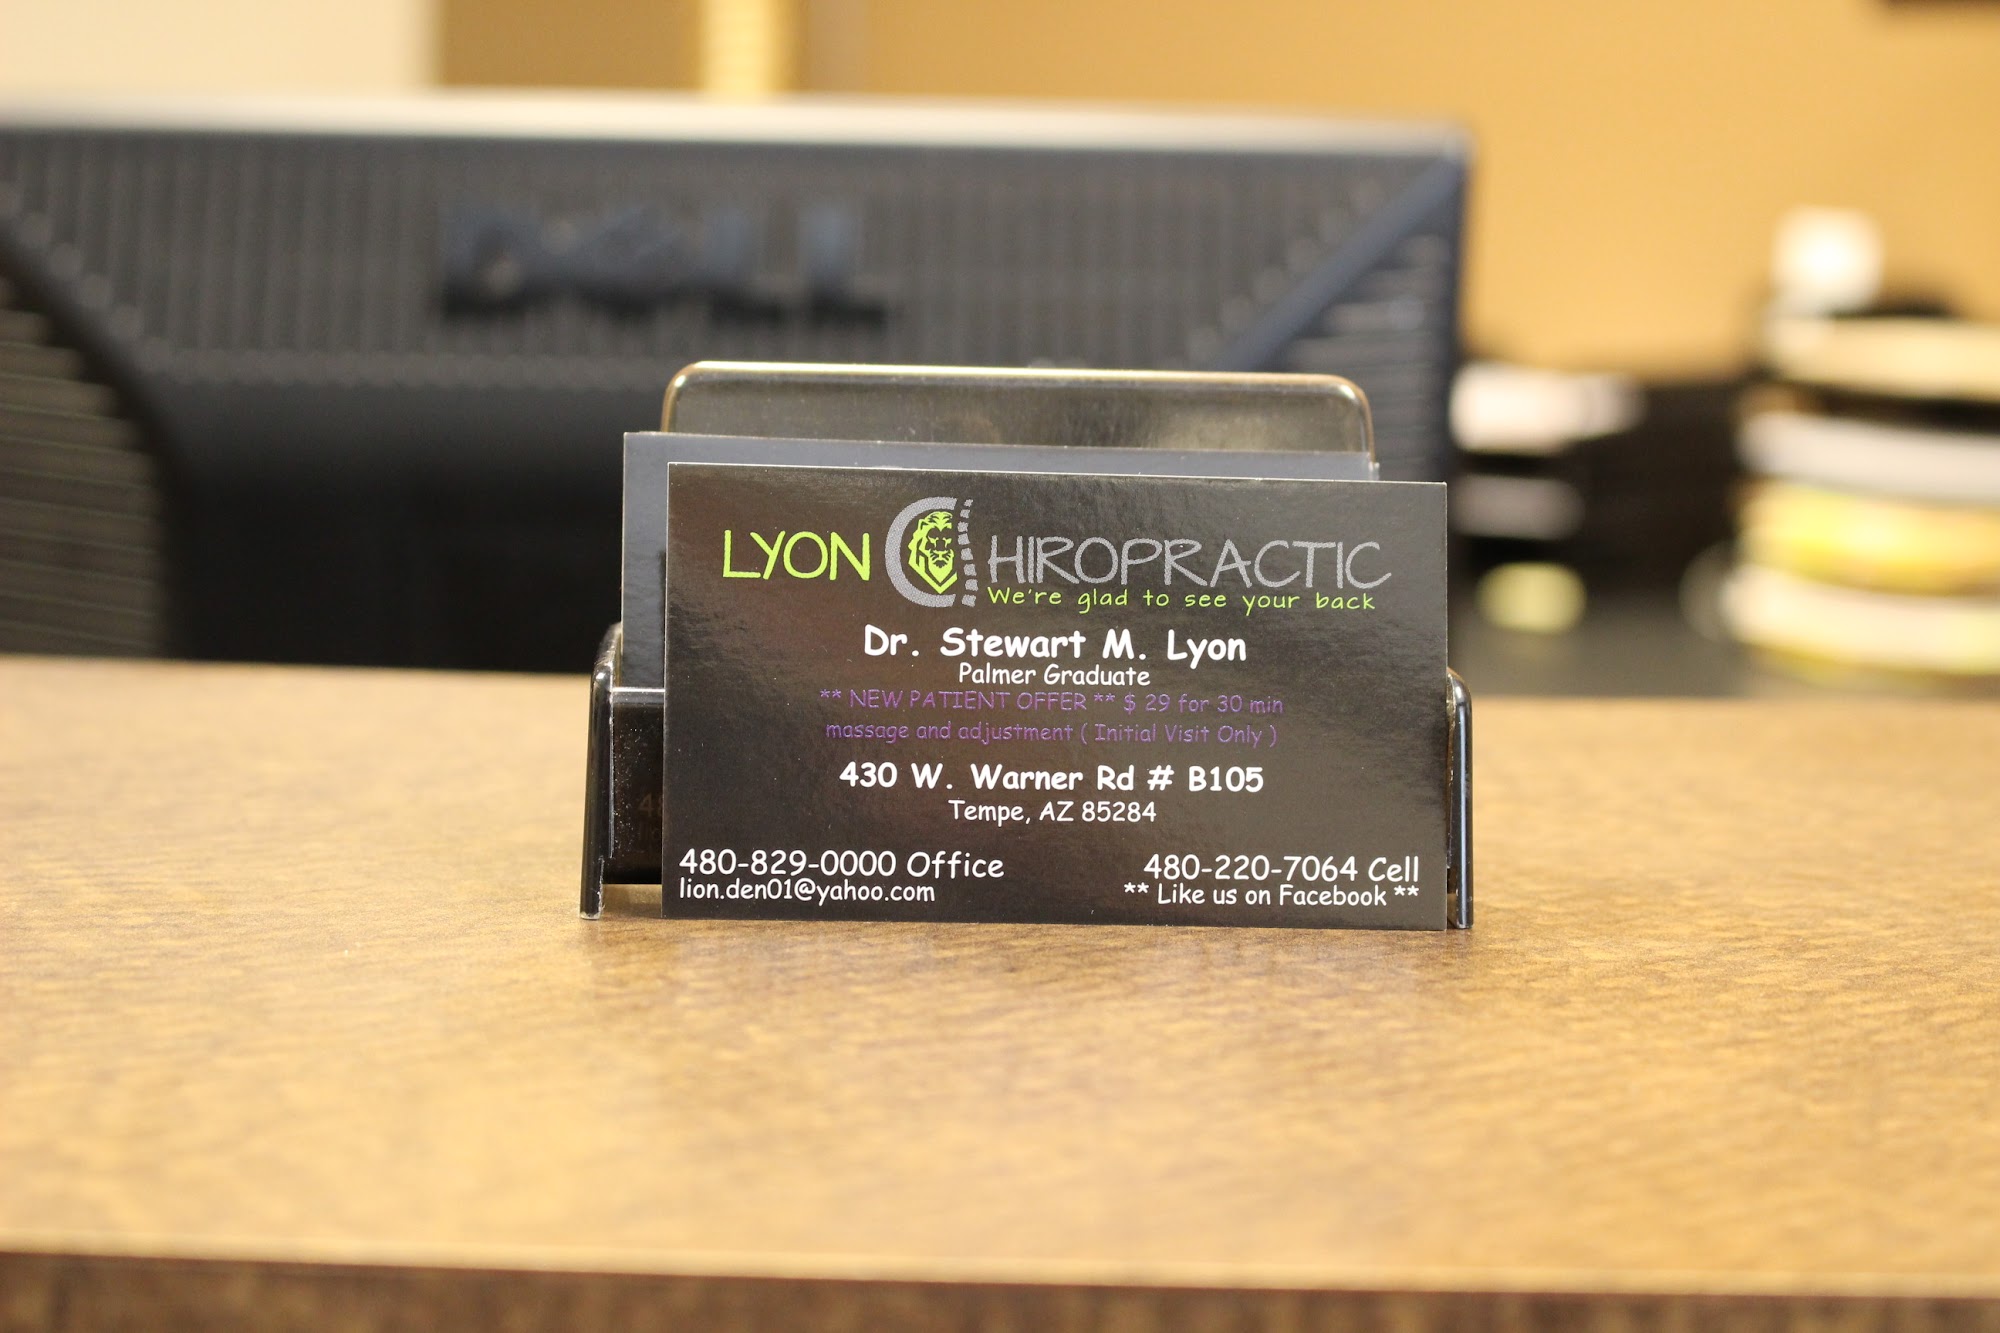 LYON CHIROPRACTIC
We're glad to see your back
Dr. Stewart M. Lyon
Palmer Graduate
** NEW PATIENT OFFER ** $ 29 for 30 min
massage and adjustment ( Initial Visit Only )
430 W. Warner Rd # B105
Tempe, AZ 85284
480-829-0000 Office
lion.den01@yahoo.com
480-220-7064 Cell
** Like us on Facebook **